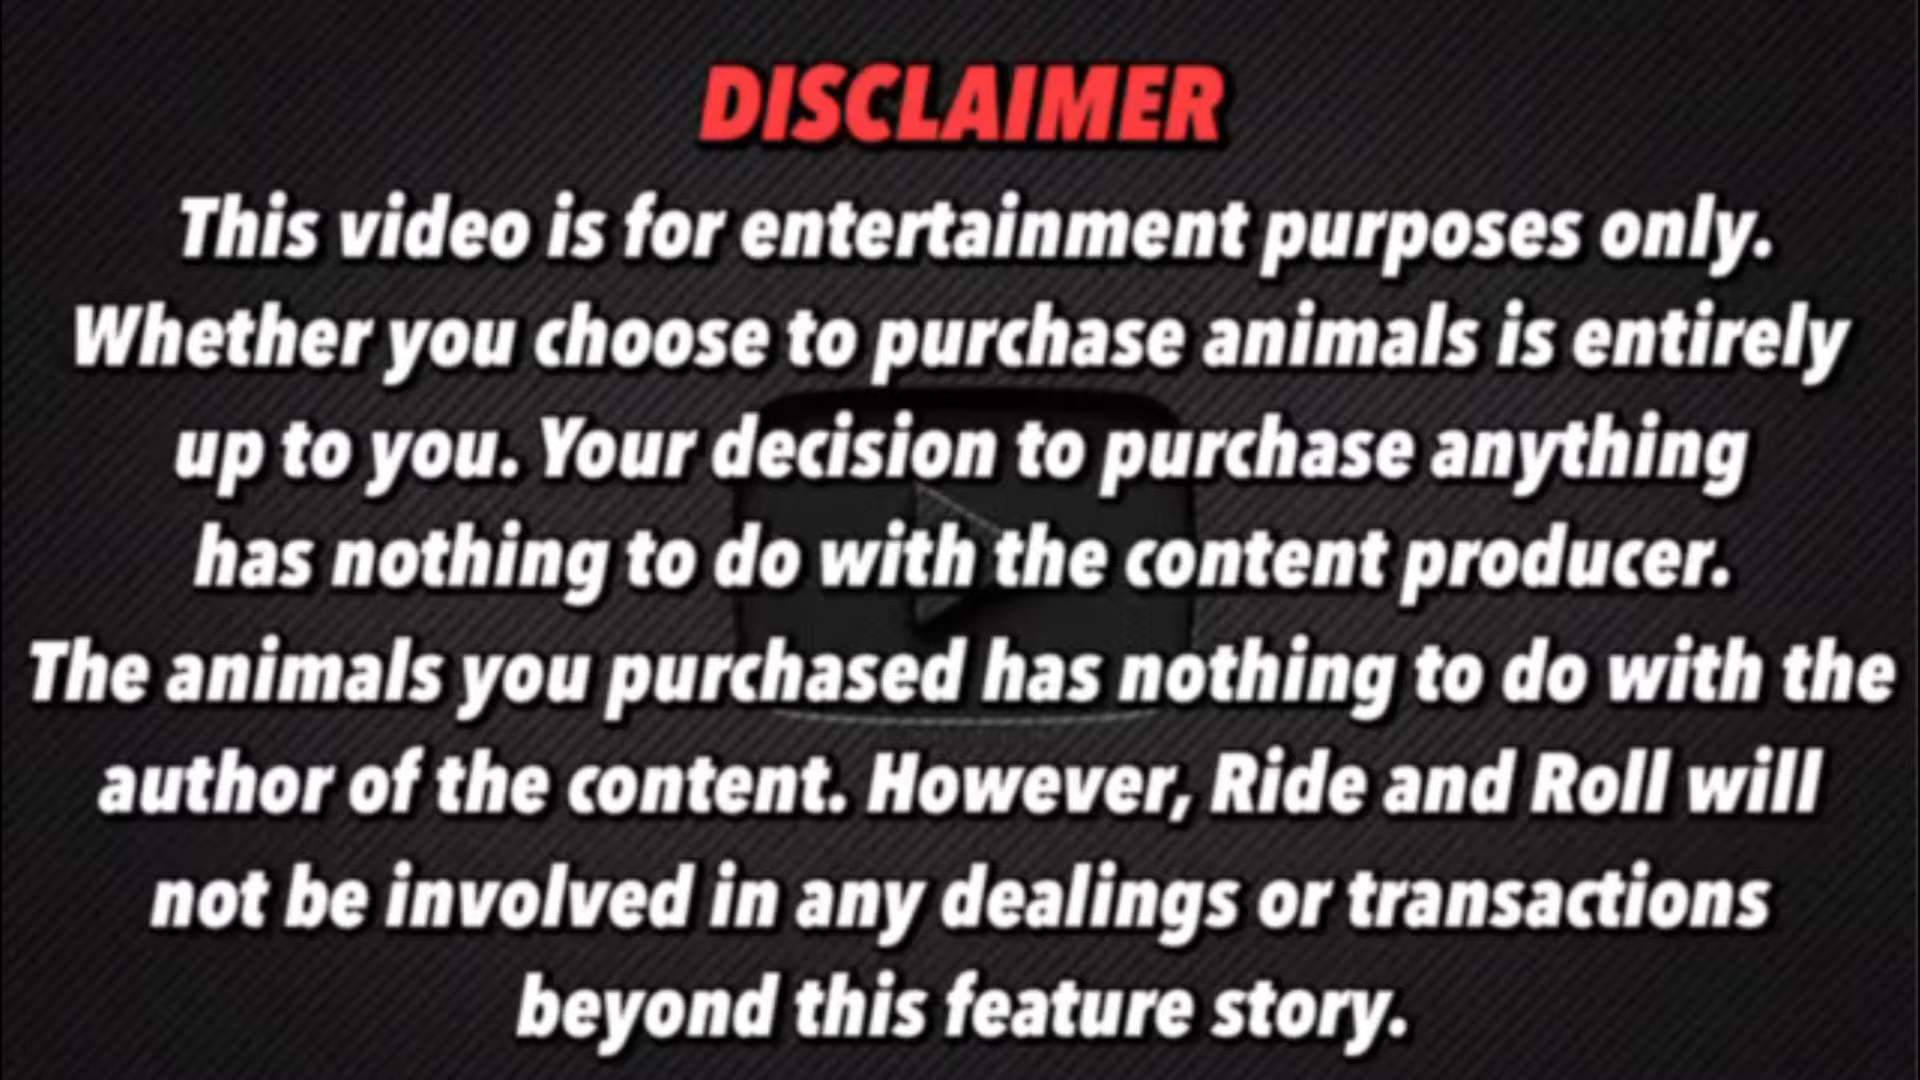 DISCLAIMER
This video is for entertainment purposes only.
Whether you choose to purchase animals is entirely
up to you. Your decision to purchase anything
has nothing to do with the content producer.
The animals you purchased has nothing to do with the
author of the content. However, Ride and Roll will
not be involved in any dealings or transactions
beyond this feature story.